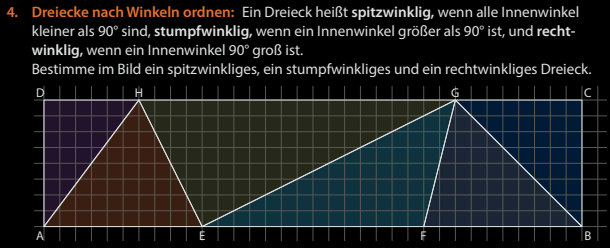 4. Dreiecke nach Winkeln ordnen: Ein Dreieck heißt spitzwinklig, wenn alle Innenwinkel
kleiner als 90° sind, stumpfwinklig, wenn ein Innenwinkel größer als 90° ist, und recht-
winklig, wenn ein Innenwinkel 90° groß ist.
Bestimme im Bild ein spitzwinkliges, ein stumpfwinkliges und ein rechtwinkliges Dreieck.
D H G C
A E F B